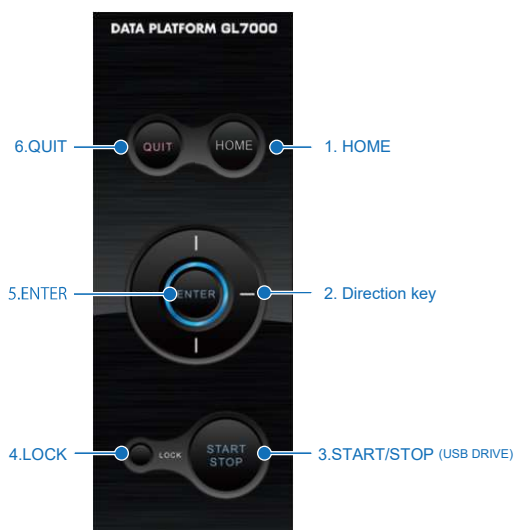 DATA PLATFORM GL7000
6.QUIT
QUIT
HOME
1. HOME
5.ENTER
ENTER
2. Direction key
4.LOCK
LOCK
START
STOP
3.START/STOP (USB DRIVE)